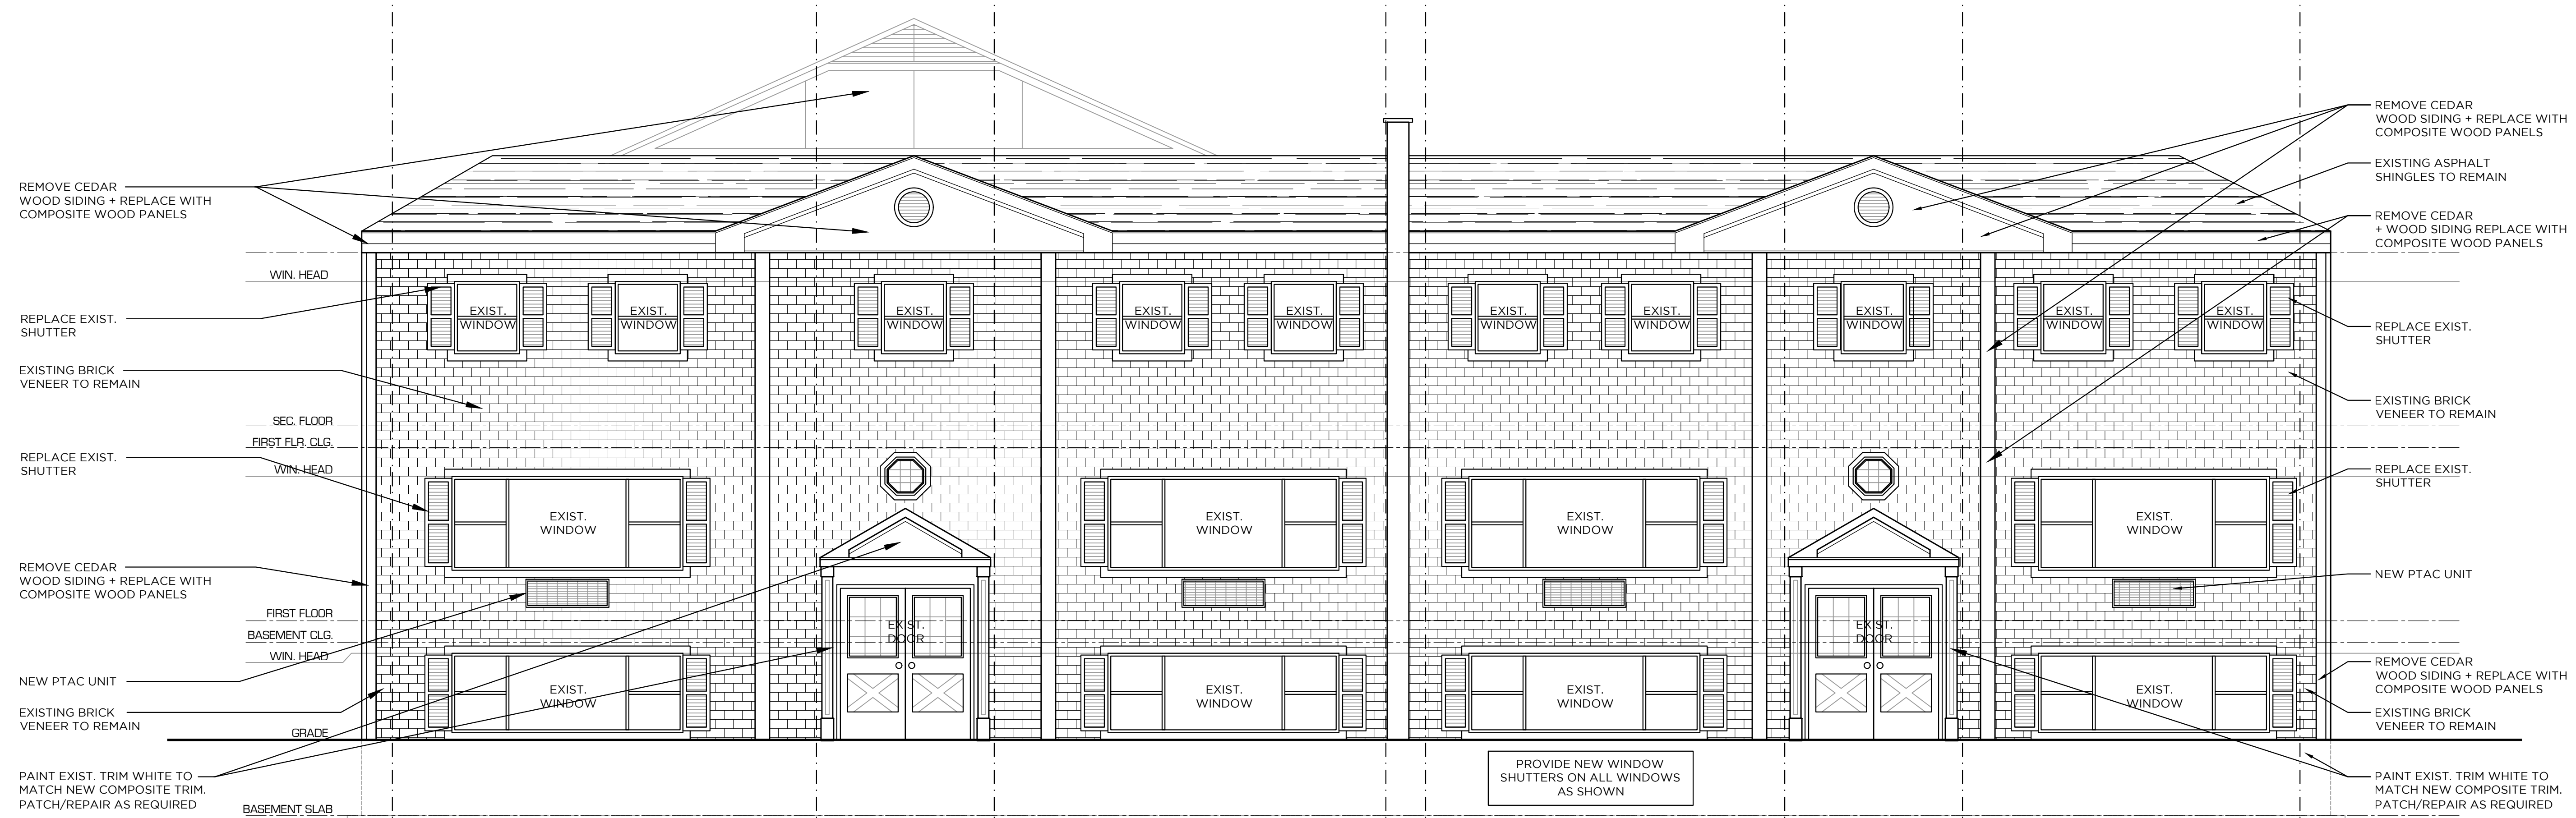 REMOVE CEDAR
WOOD SIDING + REPLACE WITH
COMPOSITE WOOD PANELS
REPLACE EXIST.
SHUTTER
EXISTING BRICK
VENEER TO REMAIN
REPLACE EXIST.
SHUTTER
REMOVE CEDAR
WOOD SIDING + REPLACE WITH
COMPOSITE WOOD PANELS
NEW PTAC UNIT
EXISTING BRICK
VENEER TO REMAIN
PAINT EXIST. TRIM WHITE TO
MATCH NEW COMPOSITE TRIM.
PATCH/REPAIR AS REQUIRED
WIN. HEAD
SEC. FLOOR
FIRST FLR. CLG.
WIN. HEAD
FIRST FLOOR
BASEMENT CLG.
WIN. HEAD
GRADE
BASEMENT SLAB
EXIST.
WINDOW
EXIST.
WINDOW
EXIST.
WINDOW
EXIST.
WINDOW
EXIST.
WINDOW
EXIST.
WINDOW
EXIST.
WINDOW
EXIST.
WINDOW
EXIST.
WINDOW
EXIST.
WINDOW
EXIST.
WINDOW
EXIST.
WINDOW
EXIST.
WINDOW
EXIST.
WINDOW
EXIST.
DOOR
EXIST.
DOOR
EXIST.
WINDOW
EXIST.
WINDOW
EXIST.
WINDOW
EXIST.
WINDOW
PROVIDE NEW WINDOW
SHUTTERS ON ALL WINDOWS
AS SHOWN
REMOVE CEDAR
WOOD SIDING + REPLACE WITH
COMPOSITE WOOD PANELS
EXISTING ASPHALT
SHINGLES TO REMAIN
REMOVE CEDAR
+ WOOD SIDING REPLACE WITH
COMPOSITE WOOD PANELS
REPLACE EXIST.
SHUTTER
EXISTING BRICK
VENEER TO REMAIN
REPLACE EXIST.
SHUTTER
NEW PTAC UNIT
REMOVE CEDAR
WOOD SIDING + REPLACE WITH
COMPOSITE WOOD PANELS
EXISTING BRICK
VENEER TO REMAIN
PAINT EXIST. TRIM WHITE TO
MATCH NEW COMPOSITE TRIM.
PATCH/REPAIR AS REQUIRED